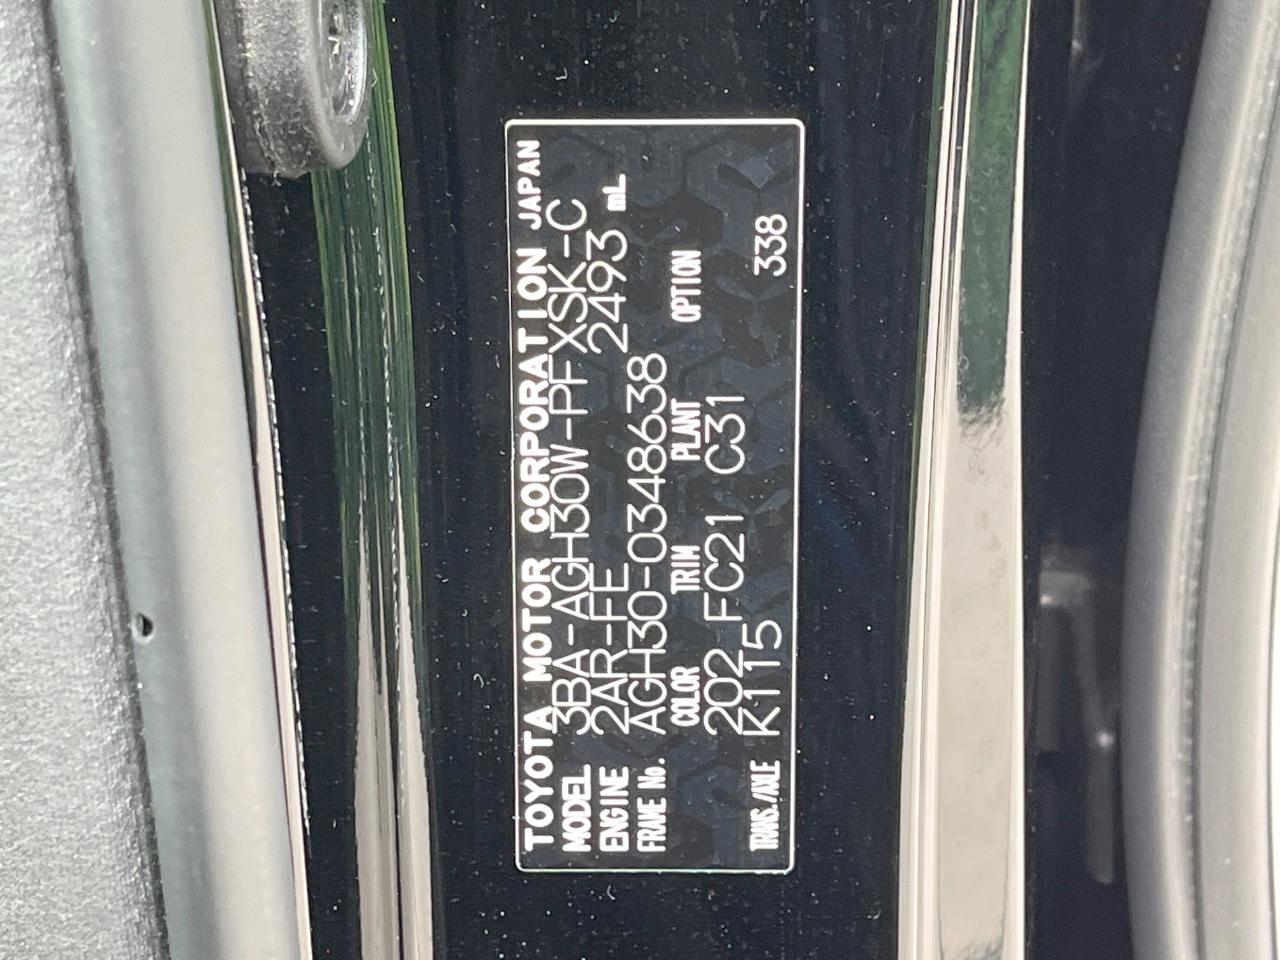 TOYOTA MOTOR CORPORATION JAPAN
MODEL 3BA-AGH30W-PFXSK-C
ENGINE 2AR-FE 2493 mL
FRAME No. AGH30-0348638
COLOR TRIM PLANT OPTION
202 FC21 C31
TRANS./AXLE K115 338